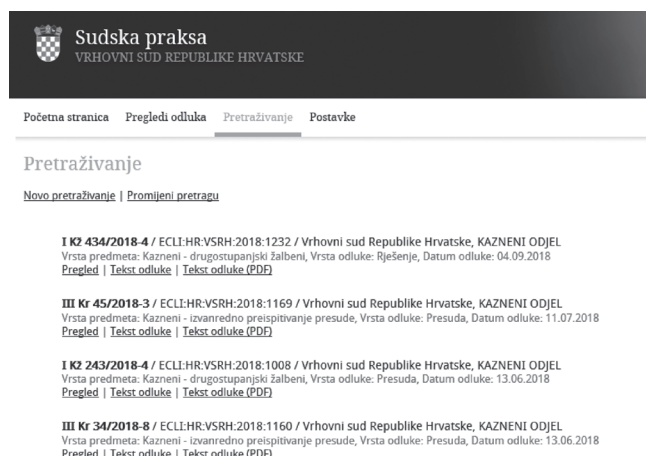 Sudska praksa
VRHOVNI SUD REPUBLIKE HRVATSKE
Početna stranica Pregledi odluka Pretraživanje Postavke
Pretraživanje
Novo pretraživanje | Promijeni pretragu
I Kž 434/2018-4 / ECLI:HR:VSRH:2018:1232 / Vrhovni sud Republike Hrvatske, KAZNENI ODJEL
Vrsta predmeta: Kazneni - drugostupanjski žalbeni, Vrsta odluke: Rješenje, Datum odluke: 04.09.2018
Pregled | Tekst odluke | Tekst odluke (PDF)
III Kr 45/2018-3 / ECLI:HR:VSRH:2018:1169 / Vrhovni sud Republike Hrvatske, KAZNENI ODJEL
Vrsta predmeta: Kazneni - izvanredno preispitivanje presude, Vrsta odluke: Presuda, Datum odluke: 11.07.2018
Pregled | Tekst odluke | Tekst odluke (PDF)
I Kž 243/2018-4 / ECLI:HR:VSRH:2018:1008 / Vrhovni sud Republike Hrvatske, KAZNENI ODJEL
Vrsta predmeta: Kazneni - drugostupanjski žalbeni, Vrsta odluke: Presuda, Datum odluke: 13.06.2018
Pregled | Tekst odluke | Tekst odluke (PDF)
III Kr 34/2018-8 / ECLI:HR:VSRH:2018:1160 / Vrhovni sud Republike Hrvatske, KAZNENI ODJEL
Vrsta predmeta: Kazneni - izvanredno preispitivanje presude, Vrsta odluke: Presuda, Datum odluke: 13.06.2018
Pregled | Tekst odluke | Tekst odluke (PDF)